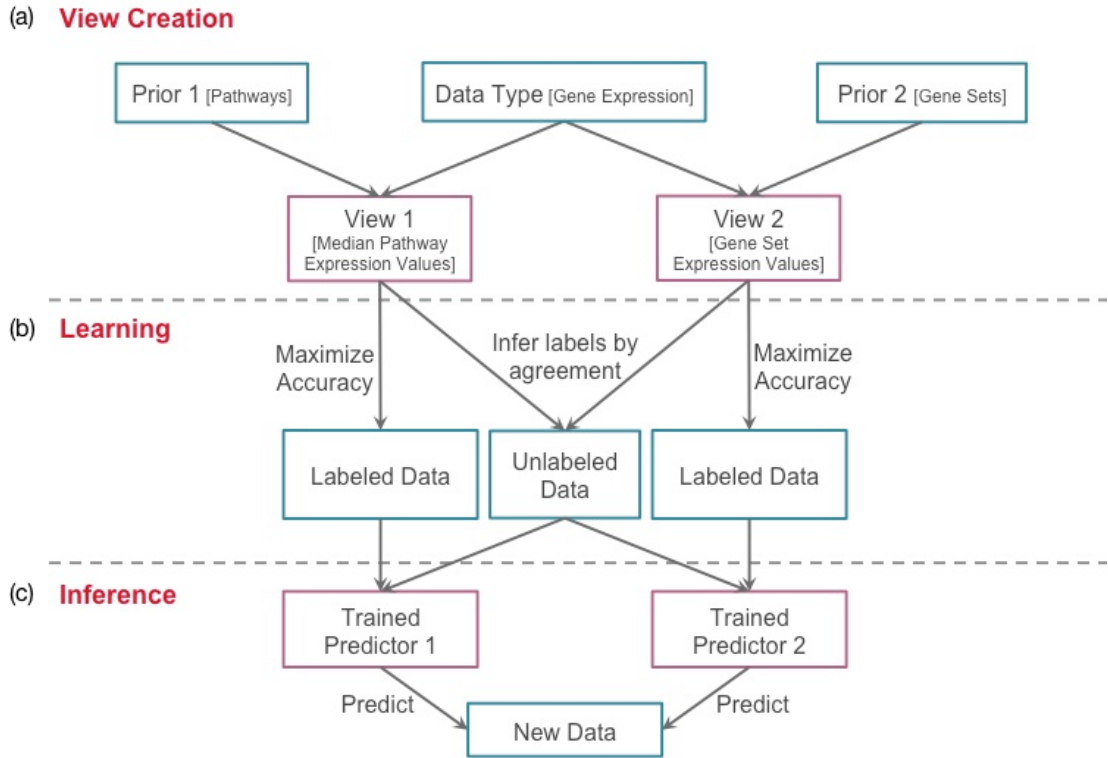 (a) View Creation
Prior 1 [Pathways]
Data Type [Gene Expression]
Prior 2 [Gene Sets]
View 1
[Median Pathway
Expression Values]
View 2
[Gene Set
Expression Values]
(b) Learning
Maximize
Accuracy
Infer labels by
agreement
Maximize
Accuracy
Labeled Data
Unlabeled
Data
Labeled Data
(c) Inference
Trained
Predictor 1
Trained
Predictor 2
Predict
Predict
New Data